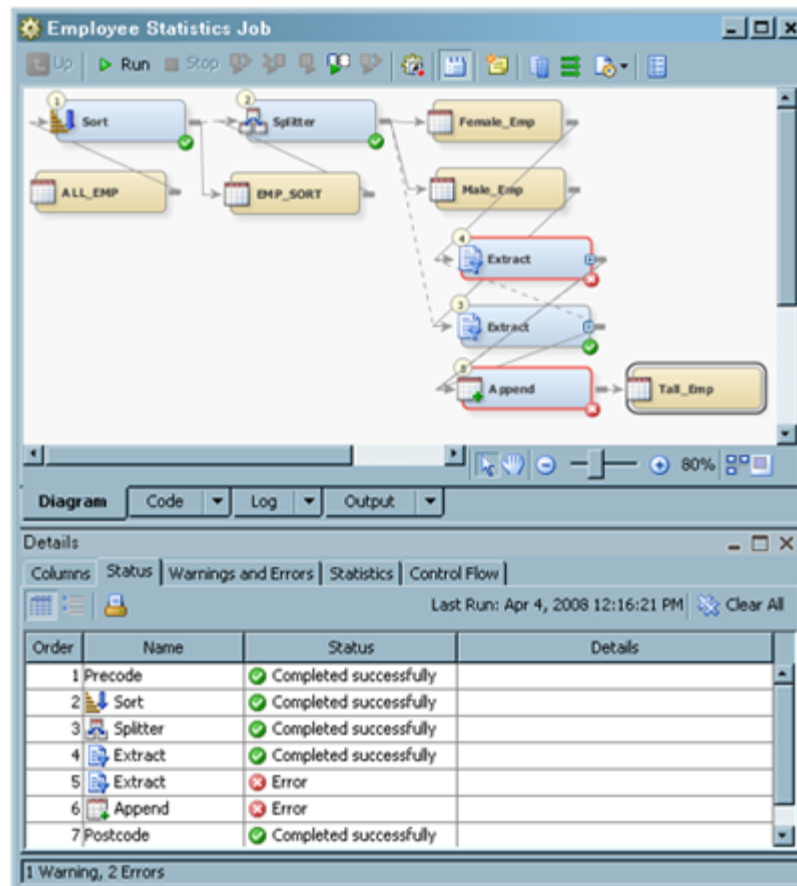 Employee Statistics Job
Up Run Stop
1 Sort
2 Splitter
Female_Emp
ALL_EMP
EMP_SORT
Male_Emp
4 Extract
3 Extract
Append
Tall_Emp
80%
Diagram Code Log Output
Details
Columns Status Warnings and Errors Statistics Control Flow
Last Run: Apr 4, 2008 12:16:21 PM Clear All
Order Name Status Details
1 Precode Completed successfully
2 Sort Completed successfully
3 Splitter Completed successfully
4 Extract Completed successfully
5 Extract Error
6 Append Error
7 Postcode Completed successfully
1 Warning, 2 Errors